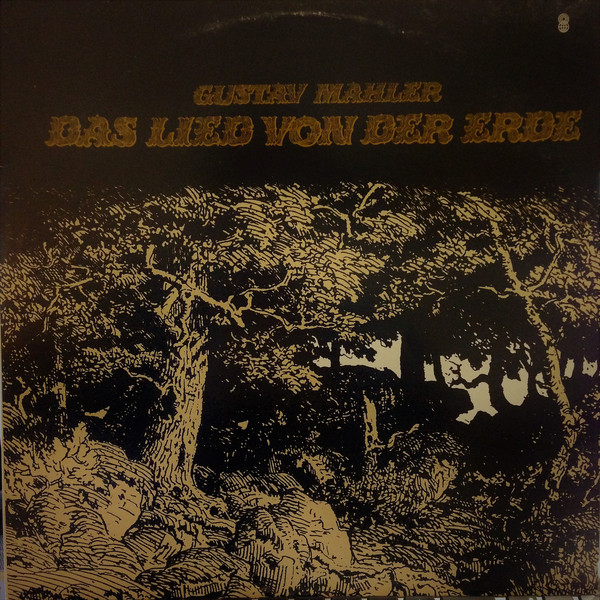 GUSTAV MAHLER
DAS LIED VON DER ERDE